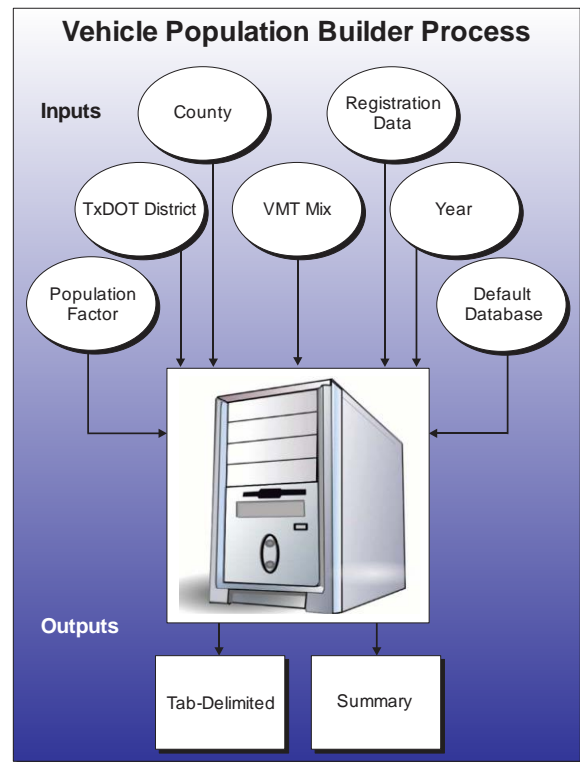 Vehicle Population Builder Process
Inputs
County
Registration
Data
TxDOT District
VMT Mix
Year
Population
Factor
Default
Database
Outputs
Tab-Delimited
Summary